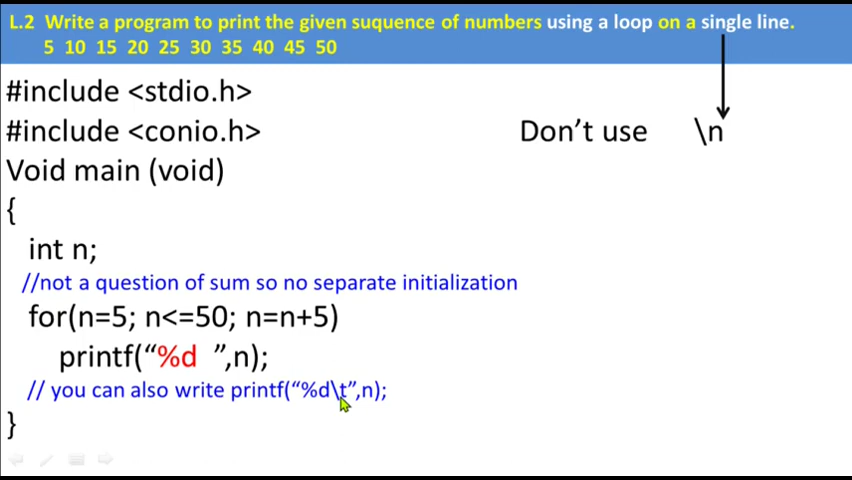 L.2 Write a program to print the given suquence of numbers using a loop on a single line.
5 10 15 20 25 30 35 40 45 50
#include <stdio.h>
#include <conio.h>
Don’t use \n
Void main (void)
{
int n;
//not a question of sum so no separate initialization
for(n=5; n<=50; n=n+5)
printf(“%d ”,n);
// you can also write printf(“%d\t”,n);
}